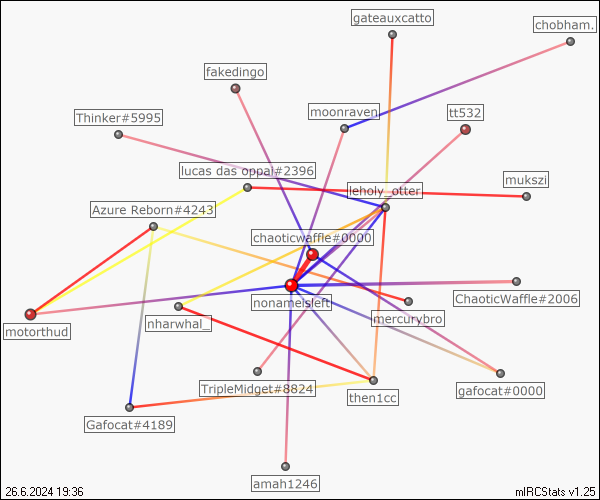 gateauxcatto
chobham.
fakedingo
moonraven
tt532
Thinker#5995
lucas das oppai#2396
mukszi
leholy_otter
Azure Reborn#4243
chaoticwaffle#0000
nonameisleft
ChaoticWaffle#2006
mercurybro
motorthud
nharwhal_
TripleMidget#8824
then1cc
gafocat#0000
Gafocat#4189
amah1246
26.6.2024 19:36
mIRCStats v1.25